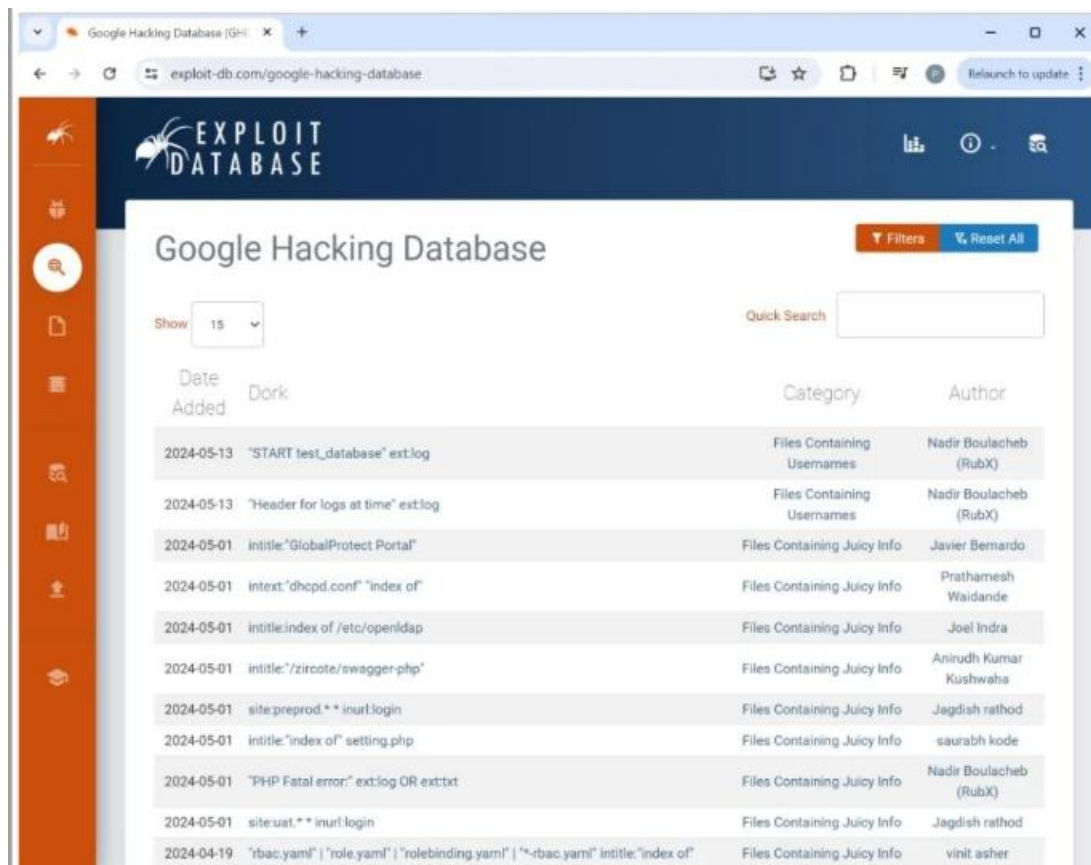 Google Hacking Database (GH
exploit-db.com/google-hacking-database
Relaunch to update
EXPLOIT
DATABASE
Google Hacking Database
Filters
Reset All
Show 15
Quick Search
Date Added Dork Category Author
2024-05-13 "START test_database" ext:log Files Containing Usernames Nadir Boulacheb (RubX)
2024-05-13 "Header for logs at time" ext:log Files Containing Usernames Nadir Boulacheb (RubX)
2024-05-01 intitle:"GlobalProtect Portal" Files Containing Juicy Info Javier Bernardo
2024-05-01 intext:"dhcpd.conf" "index of" Files Containing Juicy Info Prathamesh Waidande
2024-05-01 intitle:index of /etc/openldap Files Containing Juicy Info Joel Indra
2024-05-01 intitle:"/zircote/swagger-php" Files Containing Juicy Info Anirudh Kumar Kushwaha
2024-05-01 site:preprod.* * inurl:login Files Containing Juicy Info Jagdish rathod
2024-05-01 intitle:"index of" setting.php Files Containing Juicy Info saurabh kode
2024-05-01 "PHP Fatal error:" ext:log OR ext:txt Files Containing Juicy Info Nadir Boulacheb (RubX)
2024-05-01 site:uat.* * inurl:login Files Containing Juicy Info Jagdish rathod
2024-04-19 "rbac.yaml" | "role.yaml" | "rolebinding.yaml" | "*-rbac.yaml" intitle:"index of" Files Containing Juicy Info vinit asher